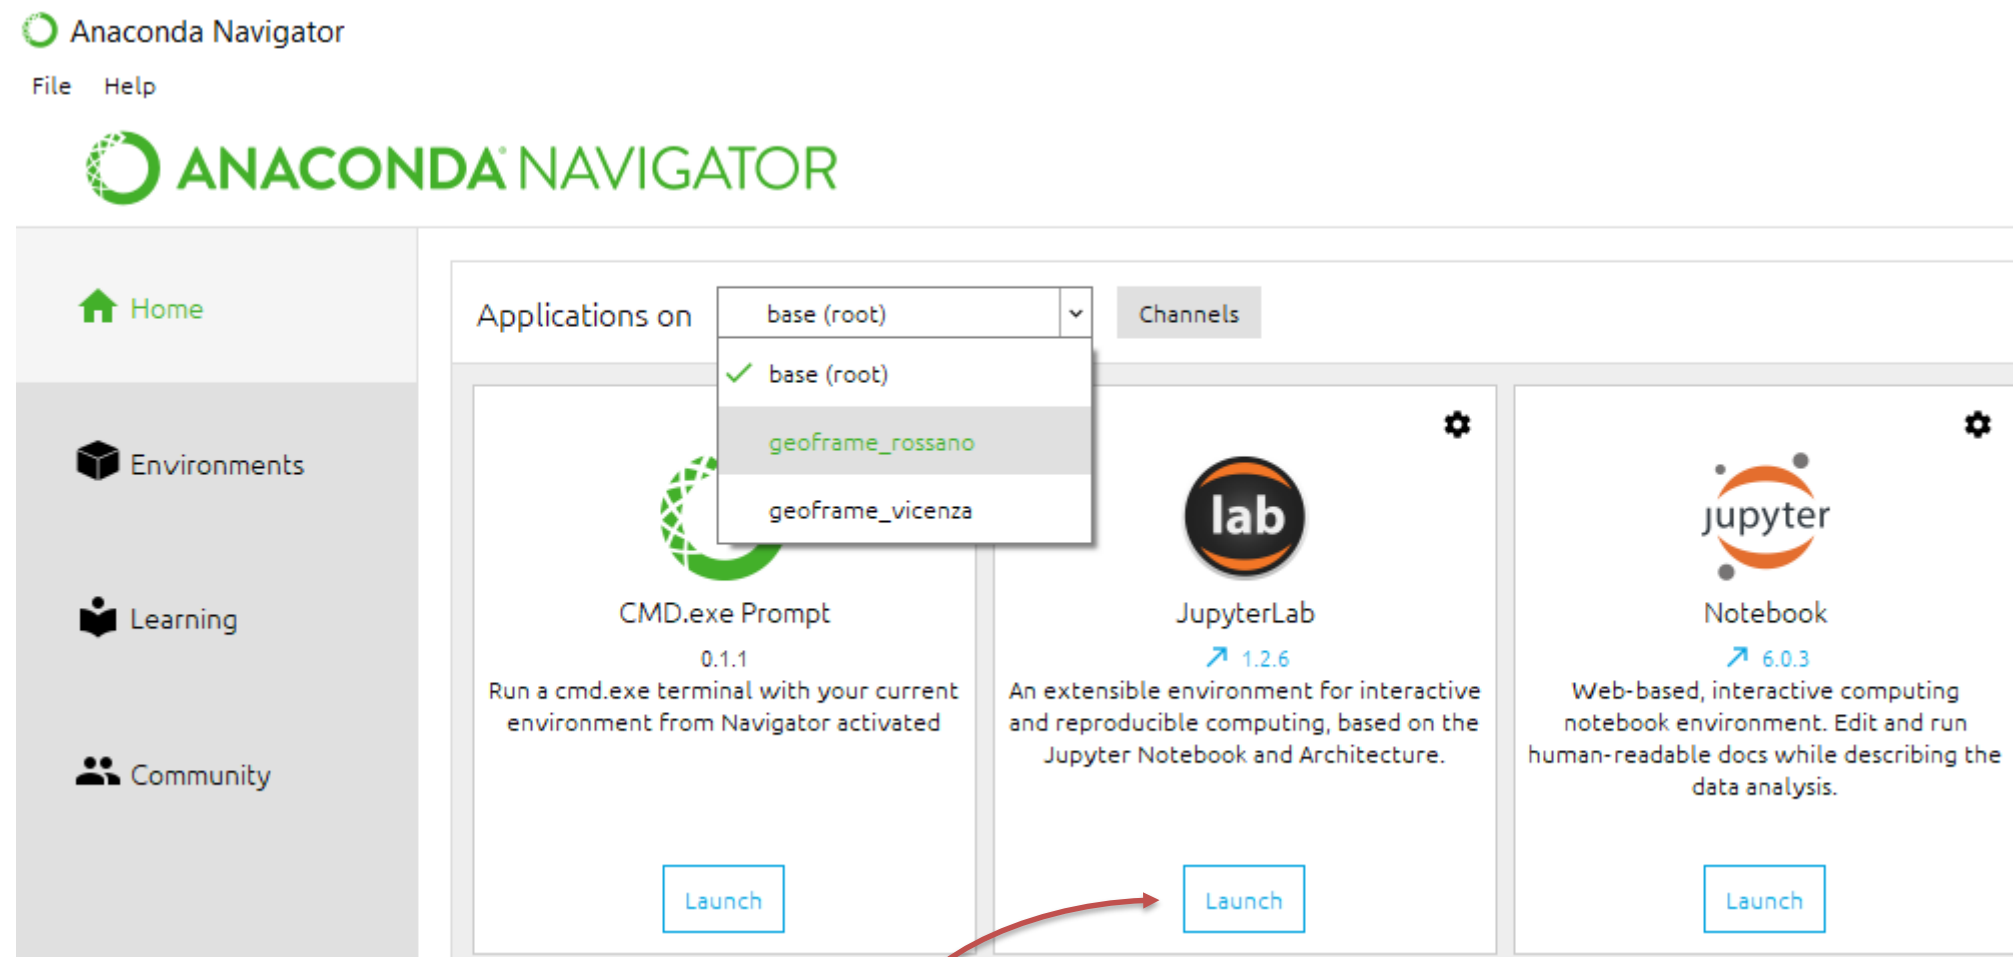 Anaconda Navigator
File Help
ANACONDA NAVIGATOR
Home
Environments
Learning
Community
Applications on
base (root)
Channels
base (root)
geoframe_rossano
geoframe_vicenza
CMD.exe Prompt
0.1.1
Run a cmd.exe terminal with your current
environment from Navigator activated
Launch
lab
JupyterLab
1.2.6
An extensible environment for interactive
and reproducible computing, based on the
Jupyter Notebook and Architecture.
Launch
jupyter
Notebook
6.0.3
Web-based, interactive computing
notebook environment. Edit and run
human-readable docs while describing the
data analysis.
Launch